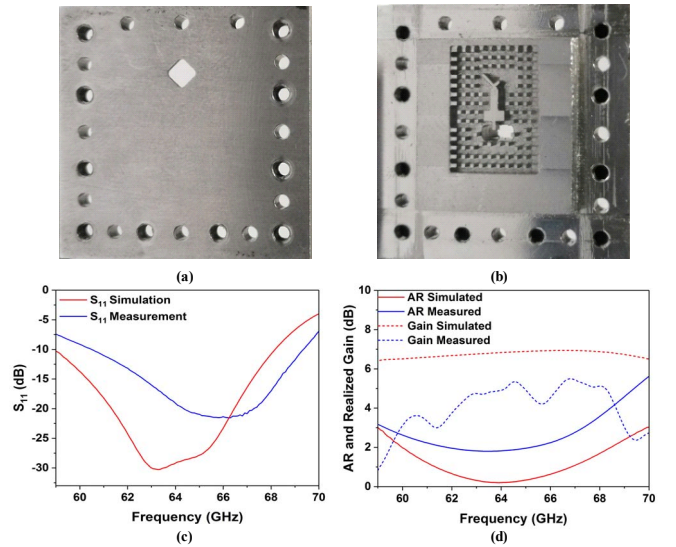 (a)
(b)
0
-5
-10
-15
-20
-25
-30
S11 (dB)
S11 Simulation
S11 Measurement
60
62
64
66
68
70
Frequency (GHz)
(c)
10
8
6
4
2
0
AR and Realized Gain (dB)
AR Simulated
AR Measured
Gain Simulated
Gain Measured
60
62
64
66
68
70
Frequency (GHz)
(d)